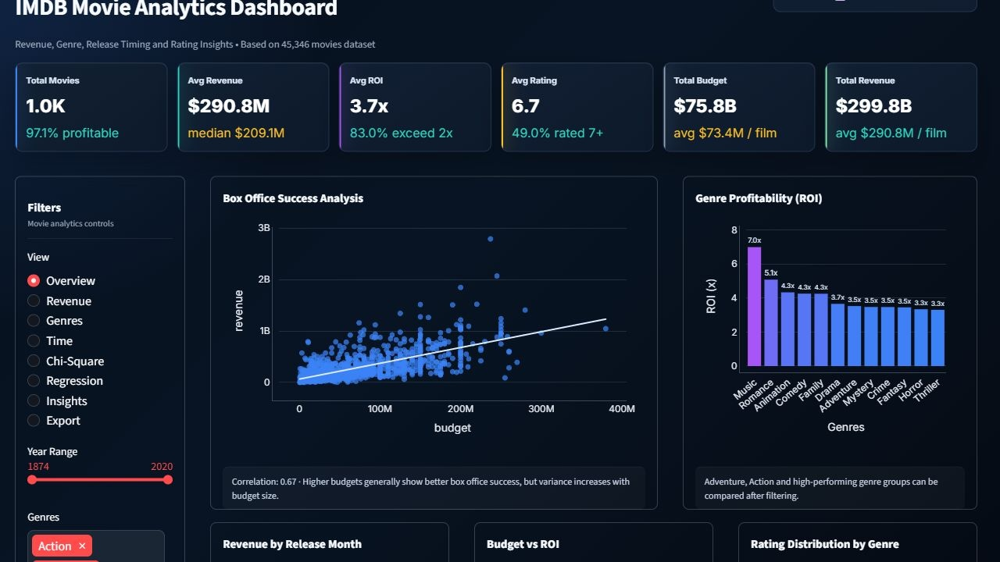 IMDB Movie Analytics Dashboard
Revenue, Genre, Release Timing and Rating Insights • Based on 45,346 movies dataset
Total Movies
1.0K
97.1% profitable
Avg Revenue
$290.8M
median $209.1M
Avg ROI
3.7x
83.0% exceed 2x
Avg Rating
6.7
49.0% rated 7+
Total Budget
$75.8B
avg $73.4M / film
Total Revenue
$299.8B
avg $290.8M / film
Filters
Movie analytics controls
View
Overview
Revenue
Genres
Time
Chi-Square
Regression
Insights
Export
Year Range
1874 2020
Genres
Action ×
Box Office Success Analysis
3B
2B
1B
0
revenue
0 100M 200M 300M 400M
budget
Correlation: 0.67 · Higher budgets generally show better box office success, but variance increases with
budget size.
Genre Profitability (ROI)
8
6
4
2
0
ROI (x)
7.0x 5.1x 4.3x 4.3x 4.3x 3.7x 3.5x 3.5x 3.5x 3.5x 3.3x 3.3x
Music Romance Animation Comedy Family Drama Adventure Mystery Crime Fantasy Horror Thriller
Genres
Adventure, Action and high-performing genre groups can be
compared after filtering.
Revenue by Release Month
Budget vs ROI
Rating Distribution by Genre